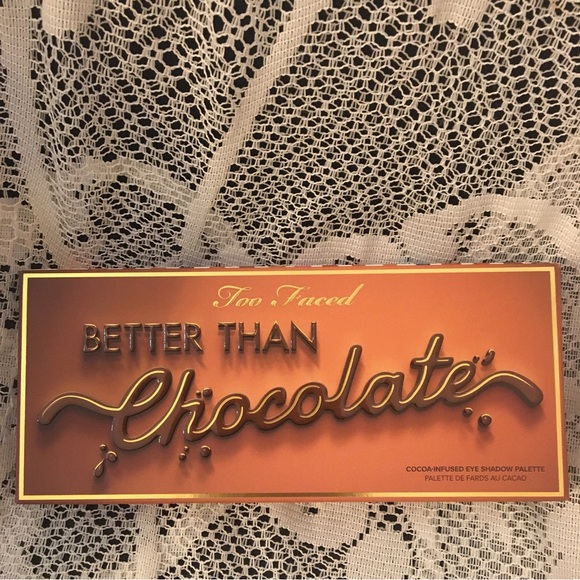 Too Faced
BETTER THAN
Chocolate
COCOA-INFUSED EYE SHADOW PALETTE
PALETTE DE FARDS AU CACAO